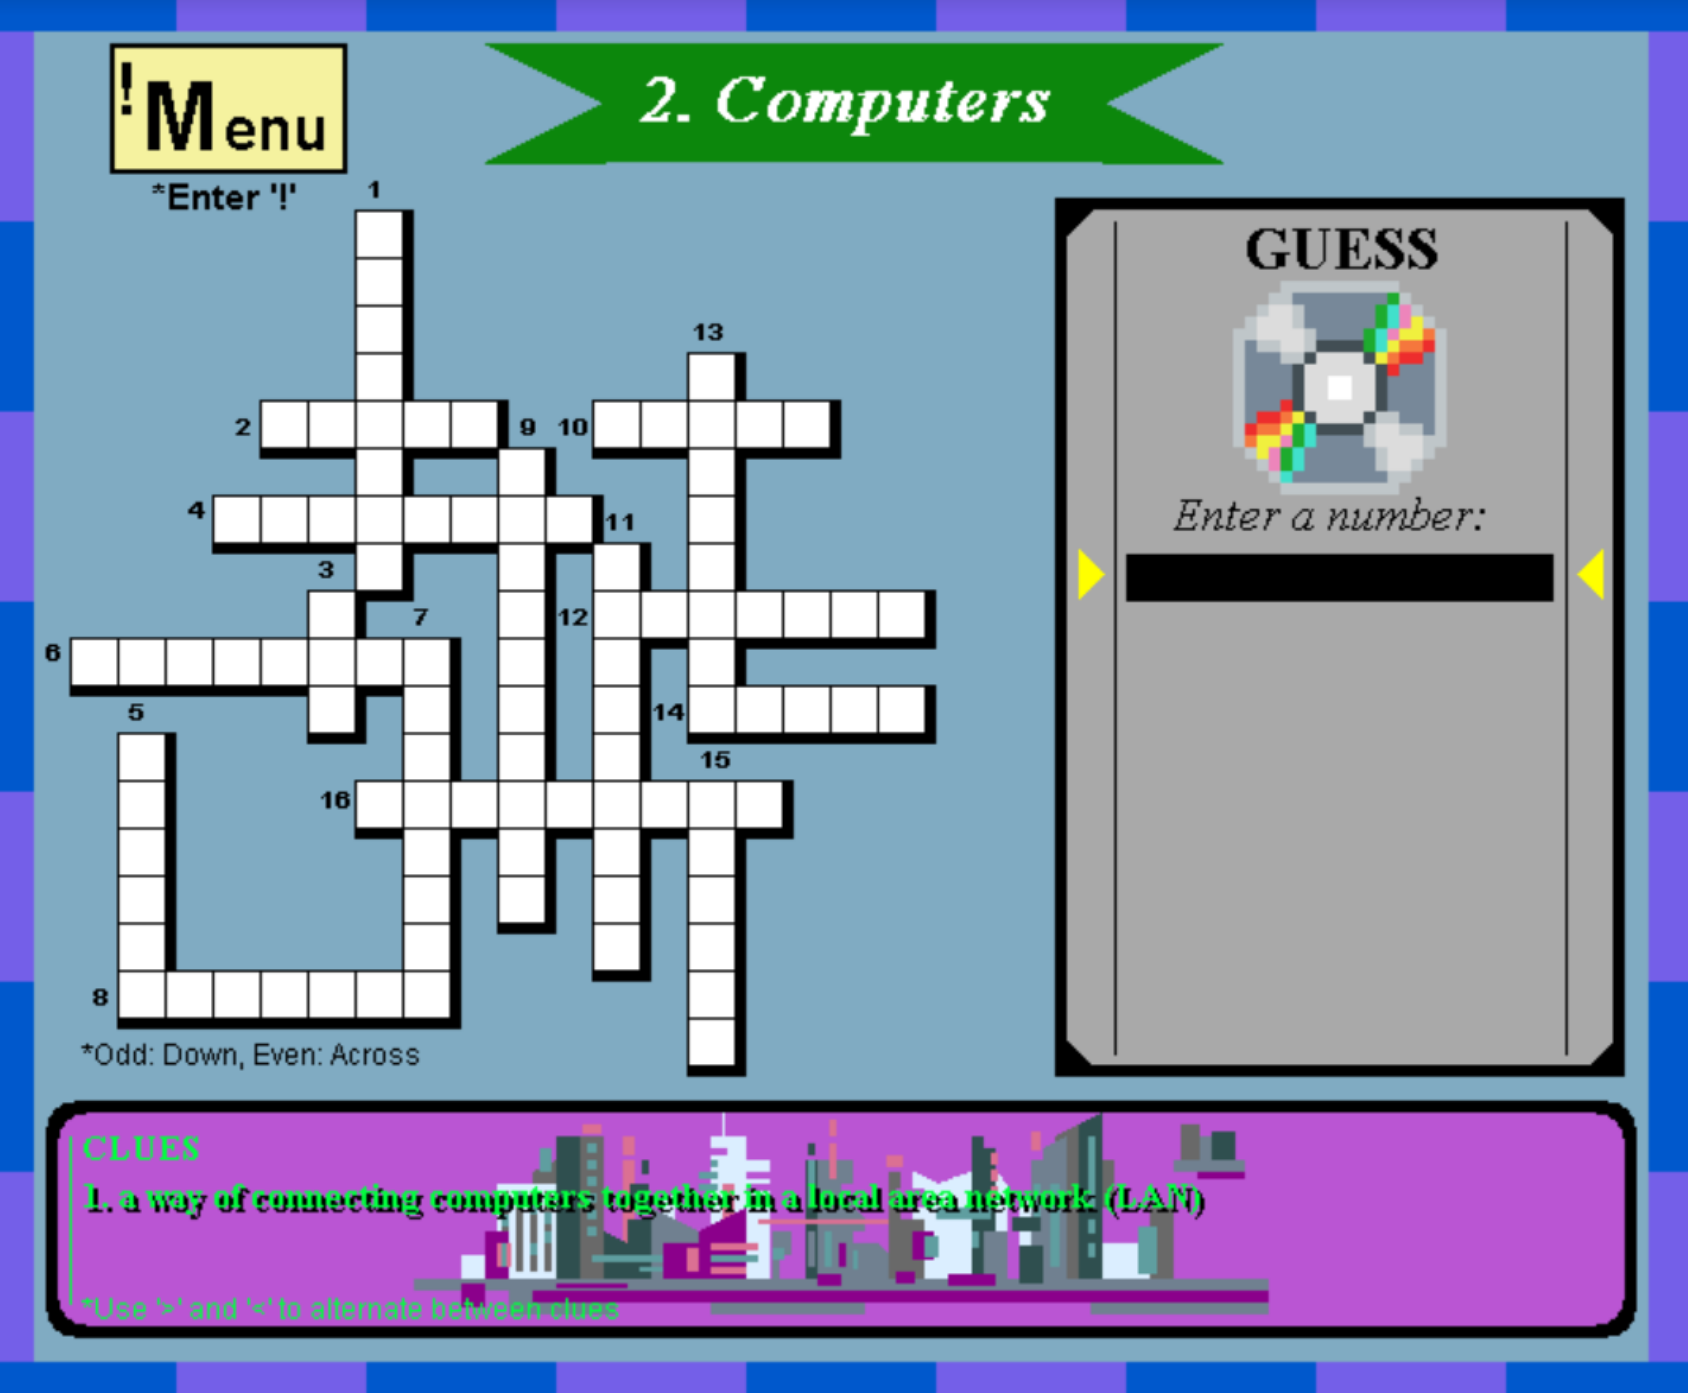 ! Menu
*Enter '!'
2. Computers
1
13
2
9
10
4
11
3
7
12
6
5
14
15
16
8
*Odd: Down, Even: Across
GUESS
Enter a number:
CLUES
1. a way of connecting computers together in a local area network (LAN)
*Use '>' and '<' to alternate between clues